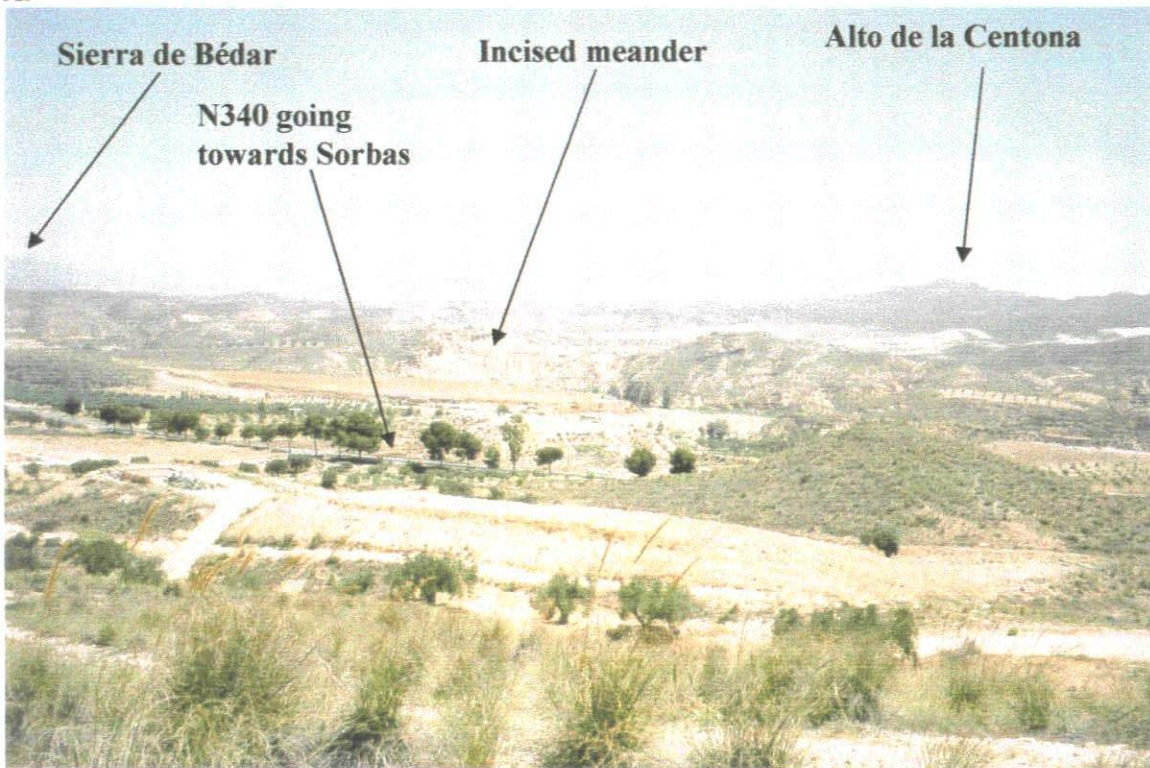 Sierra de Bédar
Incised meander
Alto de la Centona
N340 going
towards Sorbas